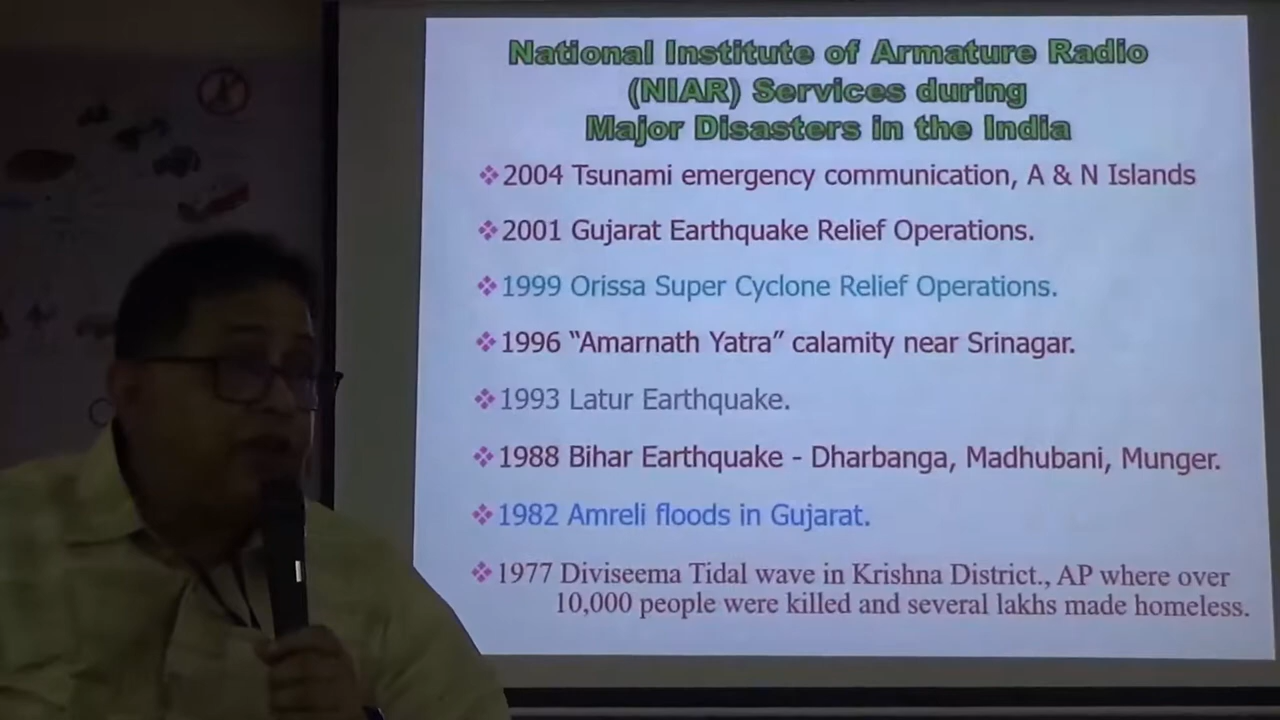 National Institute of Armature Radio
(NIAR) Services during
Major Disasters in the India
❖2004 Tsunami emergency communication, A & N Islands
❖2001 Gujarat Earthquake Relief Operations.
❖1999 Orissa Super Cyclone Relief Operations.
❖1996 “Amarnath Yatra” calamity near Srinagar.
❖1993 Latur Earthquake.
❖1988 Bihar Earthquake - Dharbanga, Madhubani, Munger.
❖1982 Amreli floods in Gujarat.
❖1977 Diviseema Tidal wave in Krishna District., AP where over
10,000 people were killed and several lakhs made homeless.